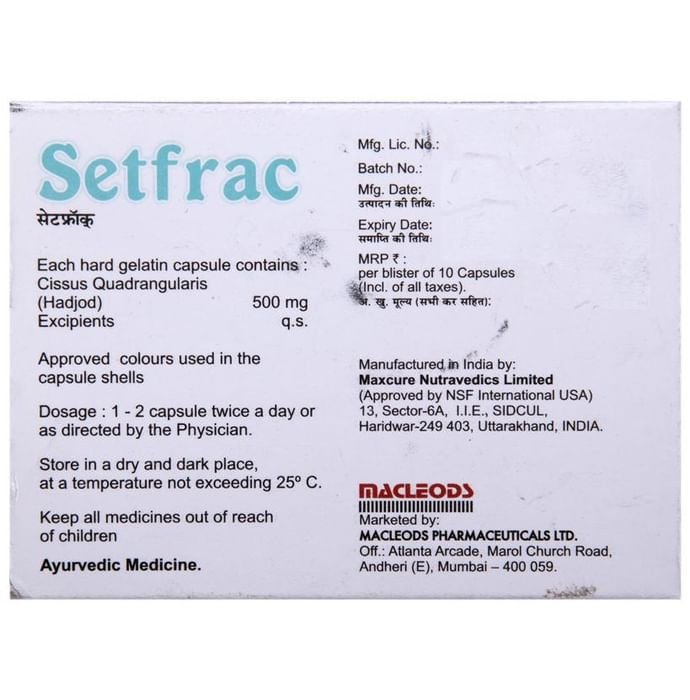 Setfrac
सेटफ्रॉक्
Each hard gelatin capsule contains :
Cissus Quadrangularis
(Hadjod) 500 mg
Excipients q.s.
Approved colours used in the
capsule shells
Dosage : 1 - 2 capsule twice a day or
as directed by the Physician.
Store in a dry and dark place,
at a temperature not exceeding 25º C.
Keep all medicines out of reach
of children
Ayurvedic Medicine.
Mfg. Lic. No.:
Batch No.:
Mfg. Date:
उत्पादन की तिथि:
Expiry Date:
समाप्ति की तिथि:
MRP ₹ :
per blister of 10 Capsules
(Incl. of all taxes).
अ. खु. मूल्य (सभी कर सहित):
Manufactured in India by:
Maxcure Nutravedics Limited
(Approved by NSF International USA)
13, Sector-6A, I.I.E., SIDCUL,
Haridwar-249 403, Uttarakhand, INDIA.
MACLEODS
Marketed by:
MACLEODS PHARMACEUTICALS LTD.
Off.: Atlanta Arcade, Marol Church Road,
Andheri (E), Mumbai – 400 059.